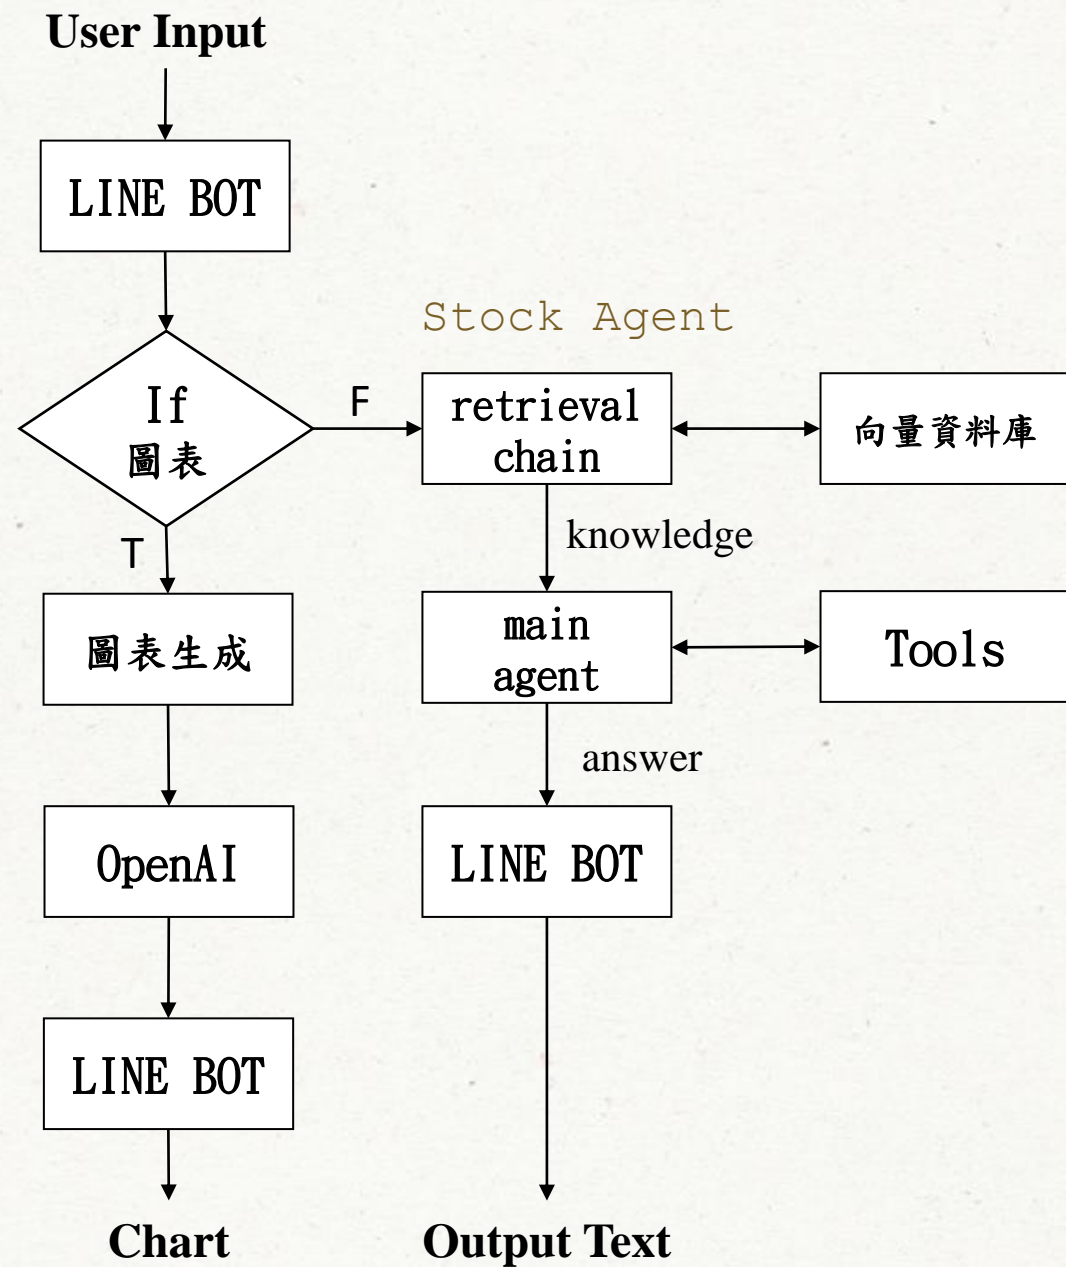 User Input
LINE BOT
If
圖表
T
F
圖表生成
OpenAI
LINE BOT
Chart
Stock Agent
retrieval
chain
向量資料庫
knowledge
main
agent
Tools
answer
LINE BOT
Output Text